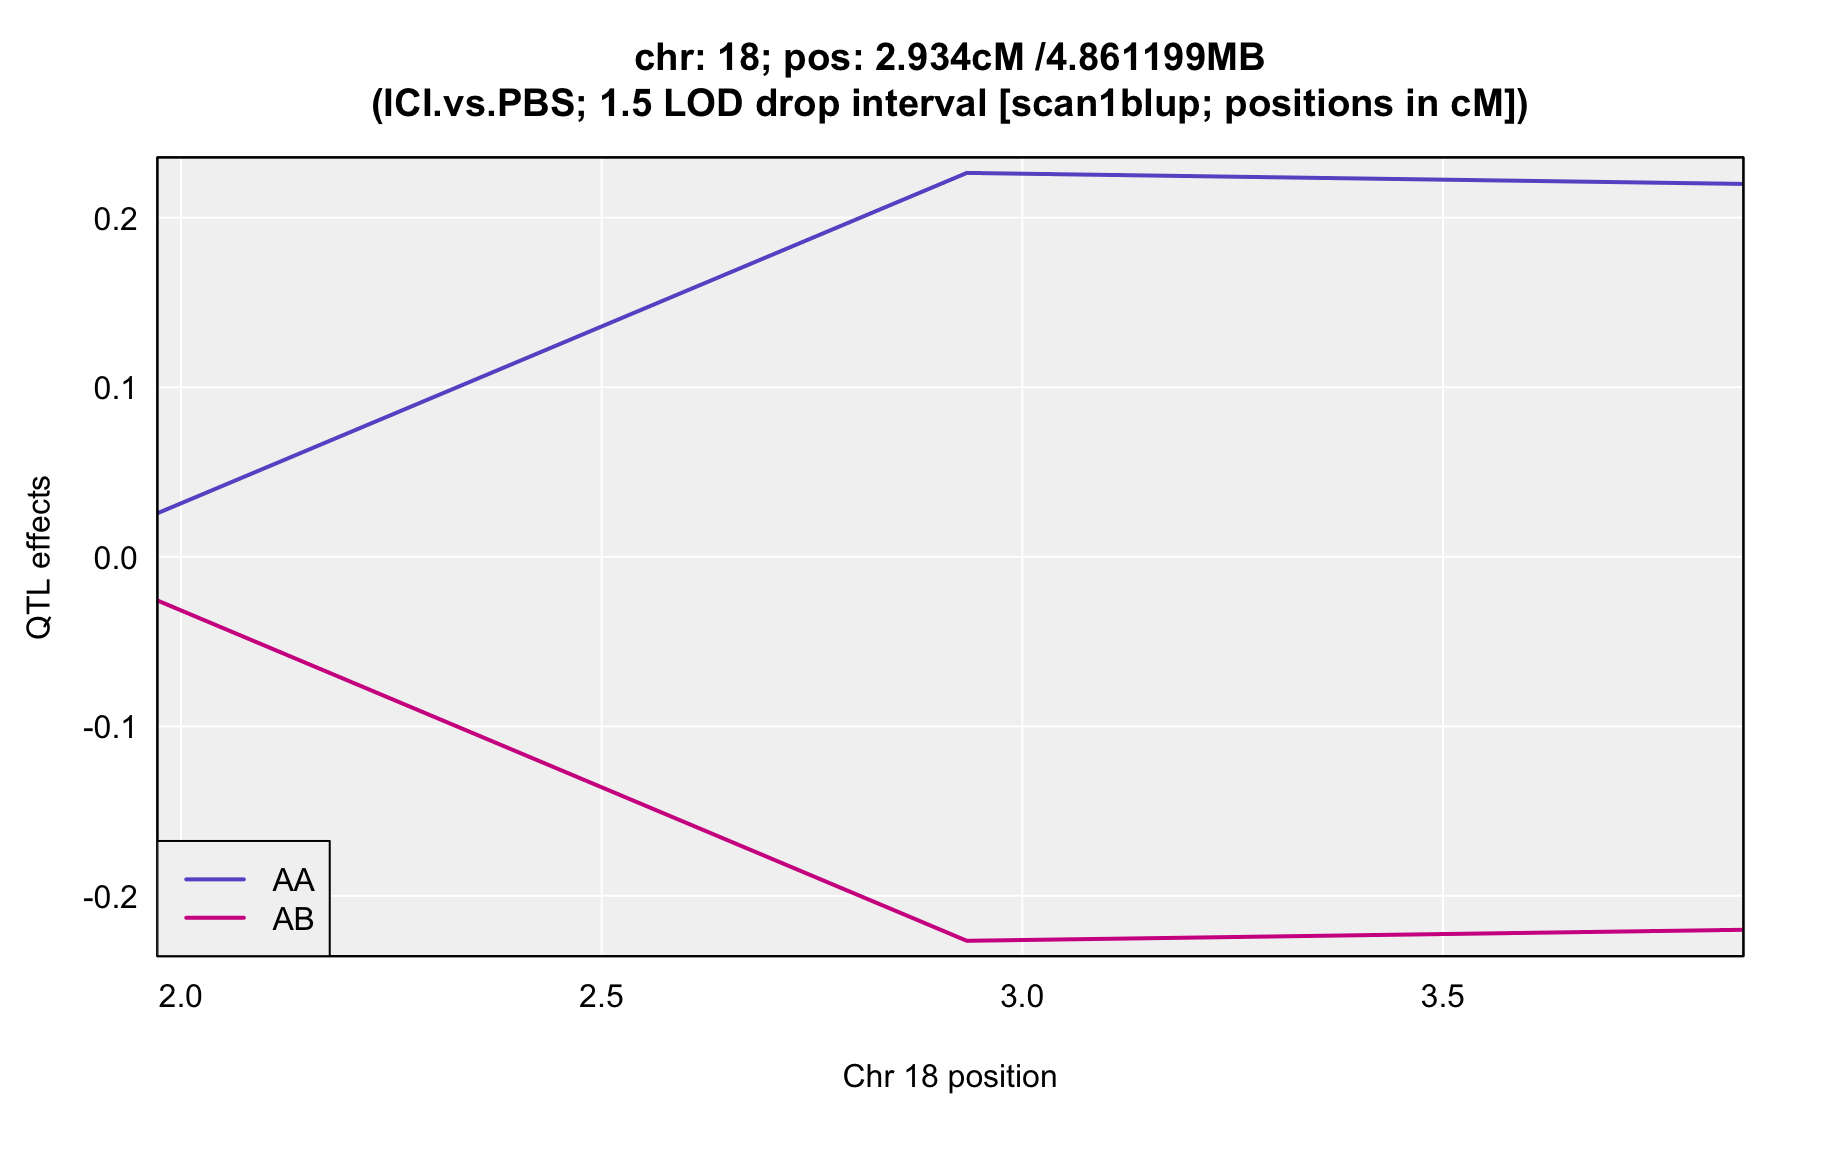 chr: 18; pos: 2.934cM /4.861199MB
(ICI.vs.PBS; 1.5 LOD drop interval [scan1blup; positions in cM])
QTL effects
0.2
0.1
0.0
-0.1
-0.2
AA
AB
2.0 2.5 3.0 3.5
Chr 18 position